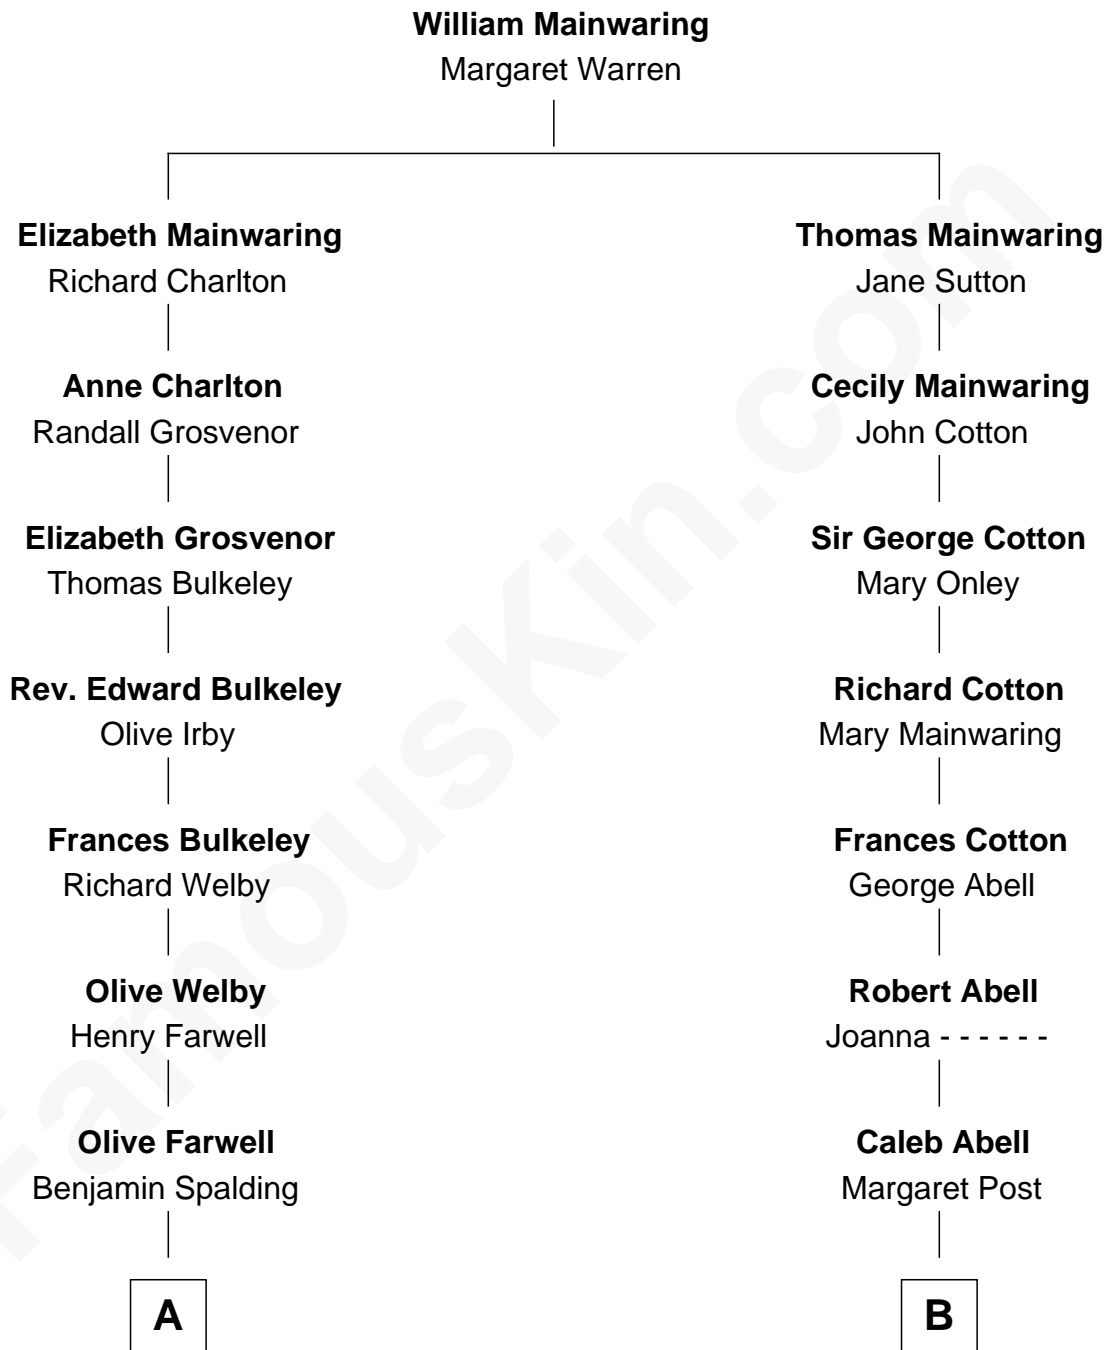 William Mainwaring
Margaret Warren
Elizabeth Mainwaring
Richard Charlton
Thomas Mainwaring
Jane Sutton
Anne Charlton
Randall Grosvenor
Cecily Mainwaring
John Cotton
Elizabeth Grosvenor
Thomas Bulkeley
Sir George Cotton
Mary Onley
Rev. Edward Bulkeley
Olive Irby
Richard Cotton
Mary Mainwaring
Frances Bulkeley
Richard Welby
Frances Cotton
George Abell
Olive Welby
Henry Farwell
Robert Abell
Joanna - - - - - -
Olive Farwell
Benjamin Spalding
Caleb Abell
Margaret Post
A
B
FamousKin.com